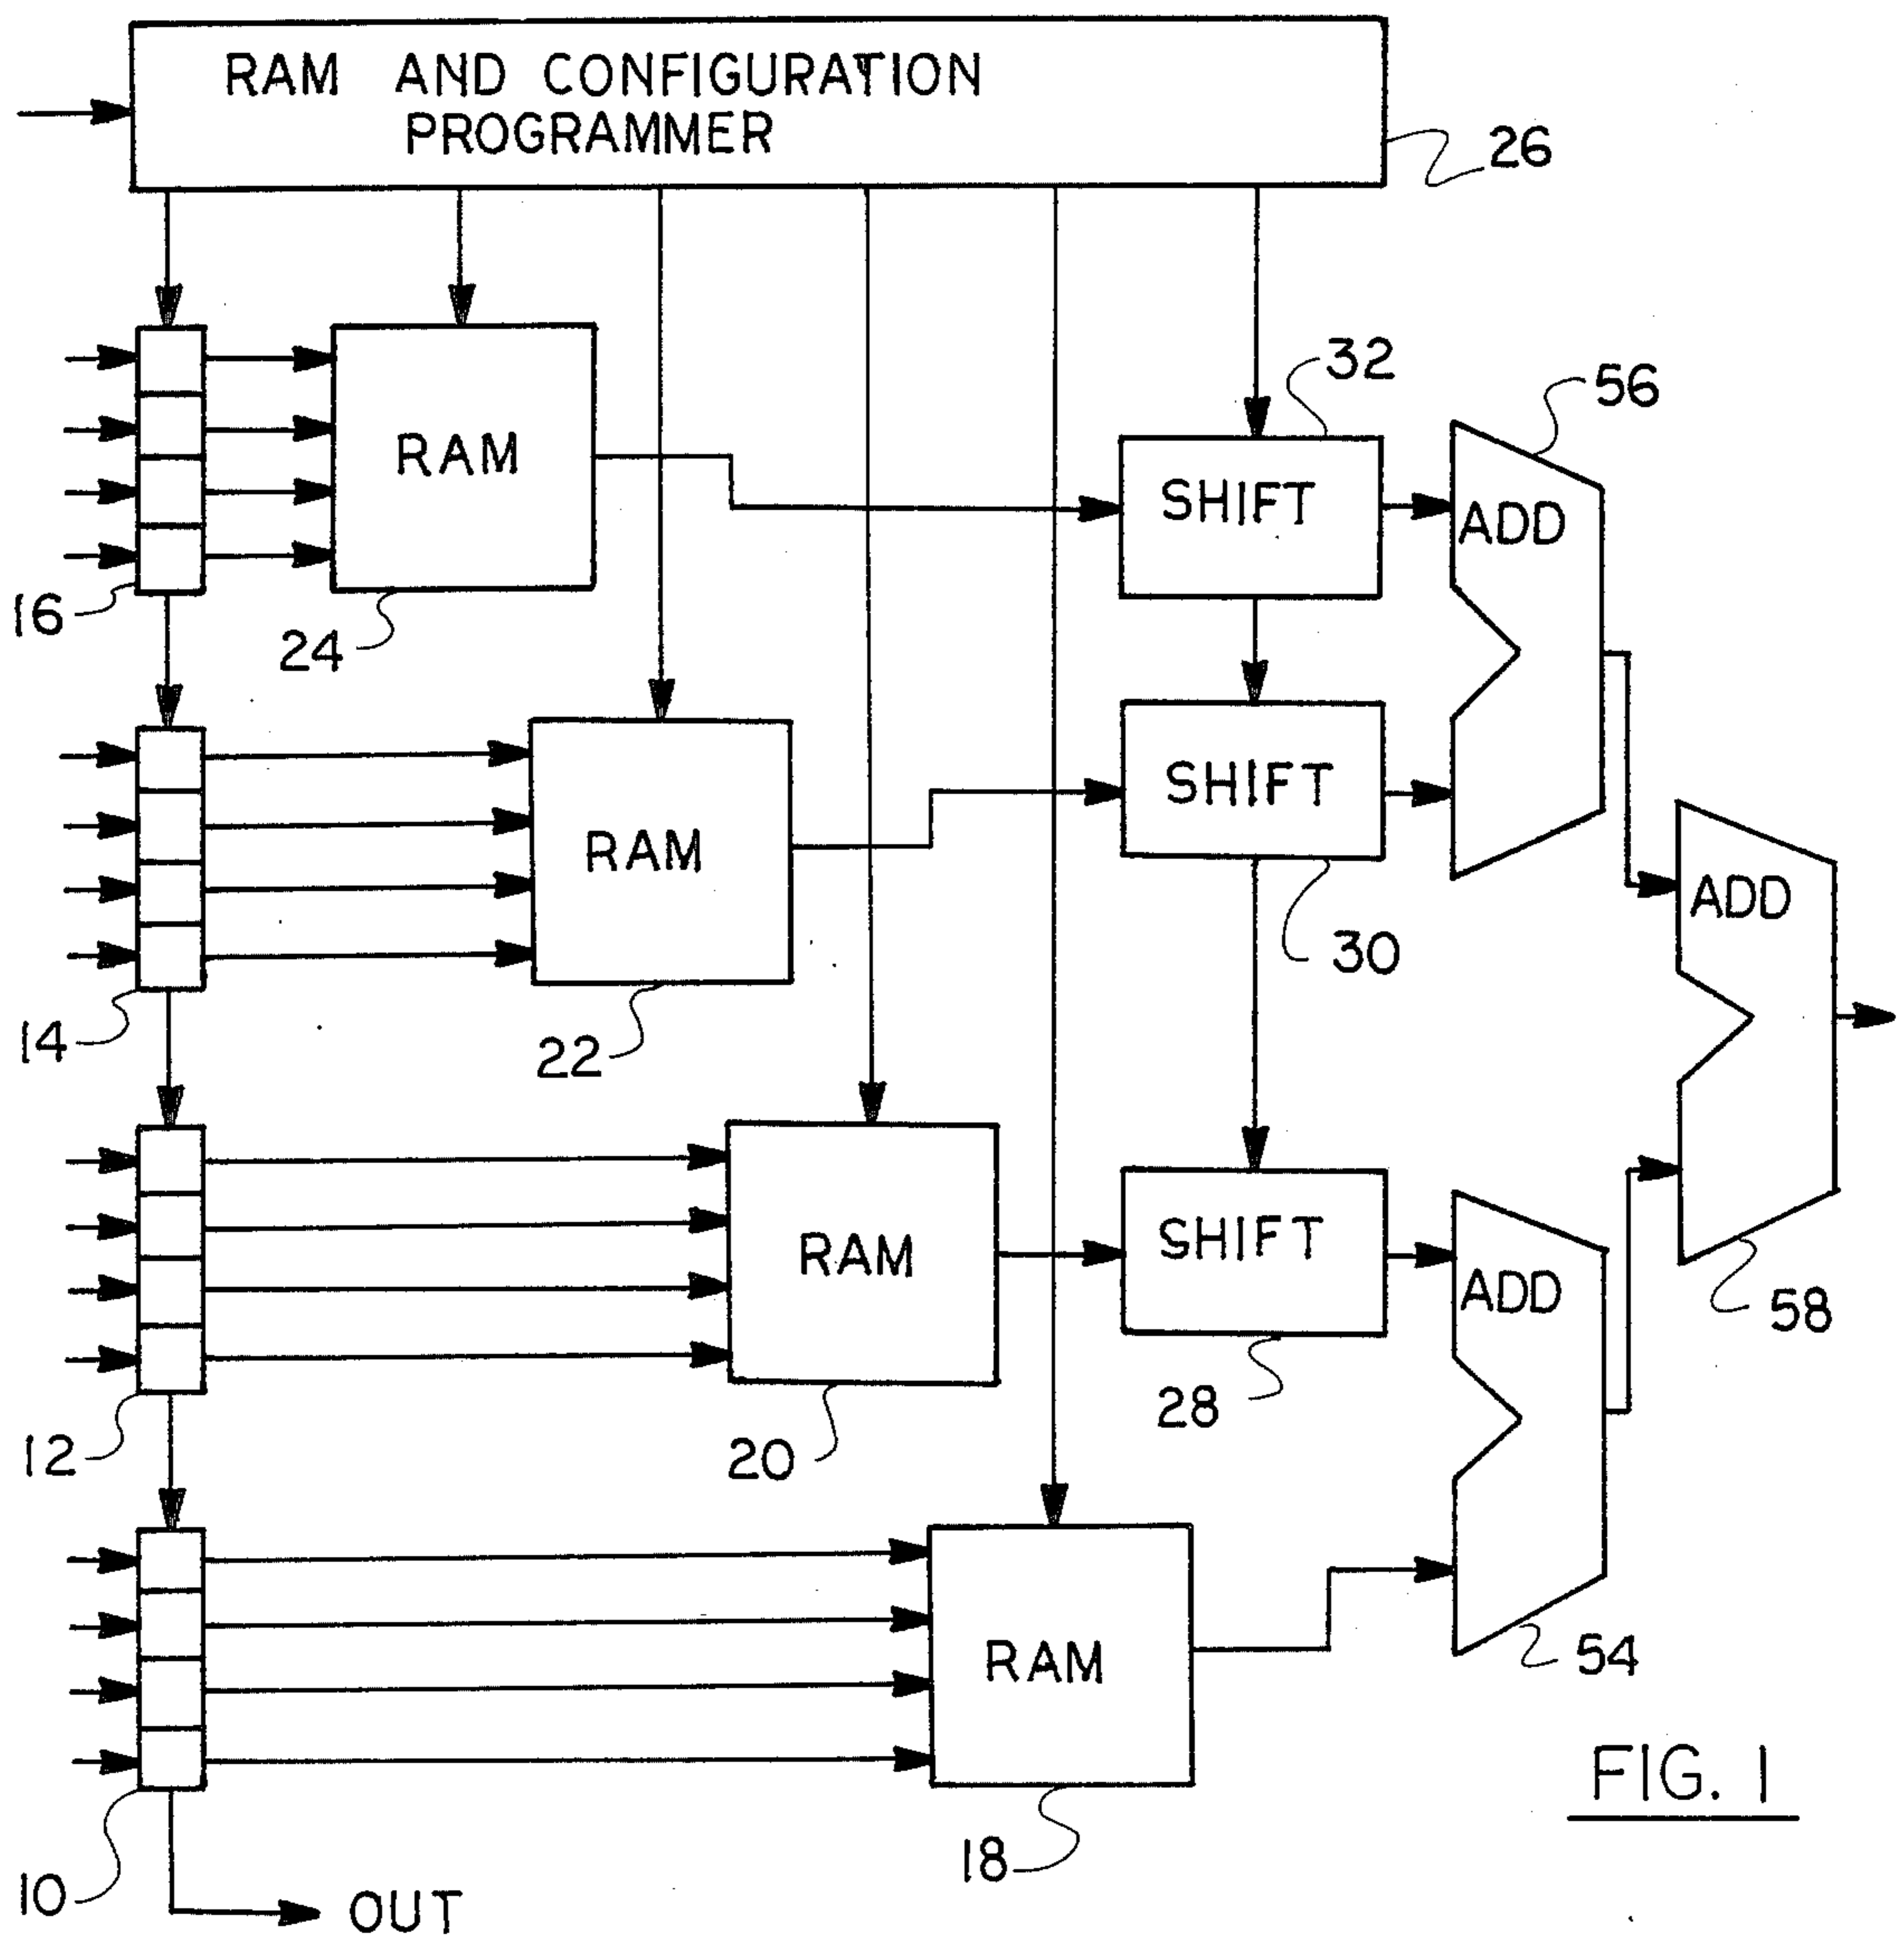 RAM AND CONFIGURATION
PROGRAMMER
26
32
56
RAM
SHIFT
ADD
16
24
SHIFT
RAM
ADD
30
14
22
SHIFT
RAM
ADD
58
28
12
20
RAM
54
FIG. 1
18
10
OUT